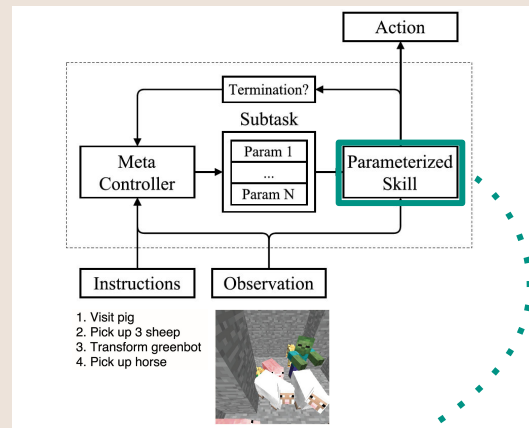 Action
Termination?
Subtask
Meta
Controller
Param 1
...
Param N
Parameterized
Skill
Instructions
Observation
1. Visit pig
2. Pick up 3 sheep
3. Transform greenbot
4. Pick up horse